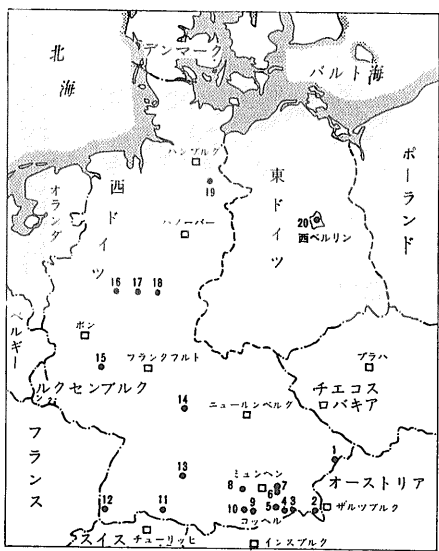 北海
デンマーク
バルト海
ハンブルグ
19
オランダ
西ドイツ
東ドイツ
ポーランド
ハノーバー
20
西ベルリン
16
17
18
ベルギー
ボン
15
フランクフルト
プラハ
ルクセンブルク
チエコス
ロバキア
14
ニュールンベルグ
フランス
1
13
ミュンヘン
8
7
6
オーストリア
12
11
10
9
5
4
3
2
ザルツブルク
コッヘル
スイス
チューリッヒ
インスブルク